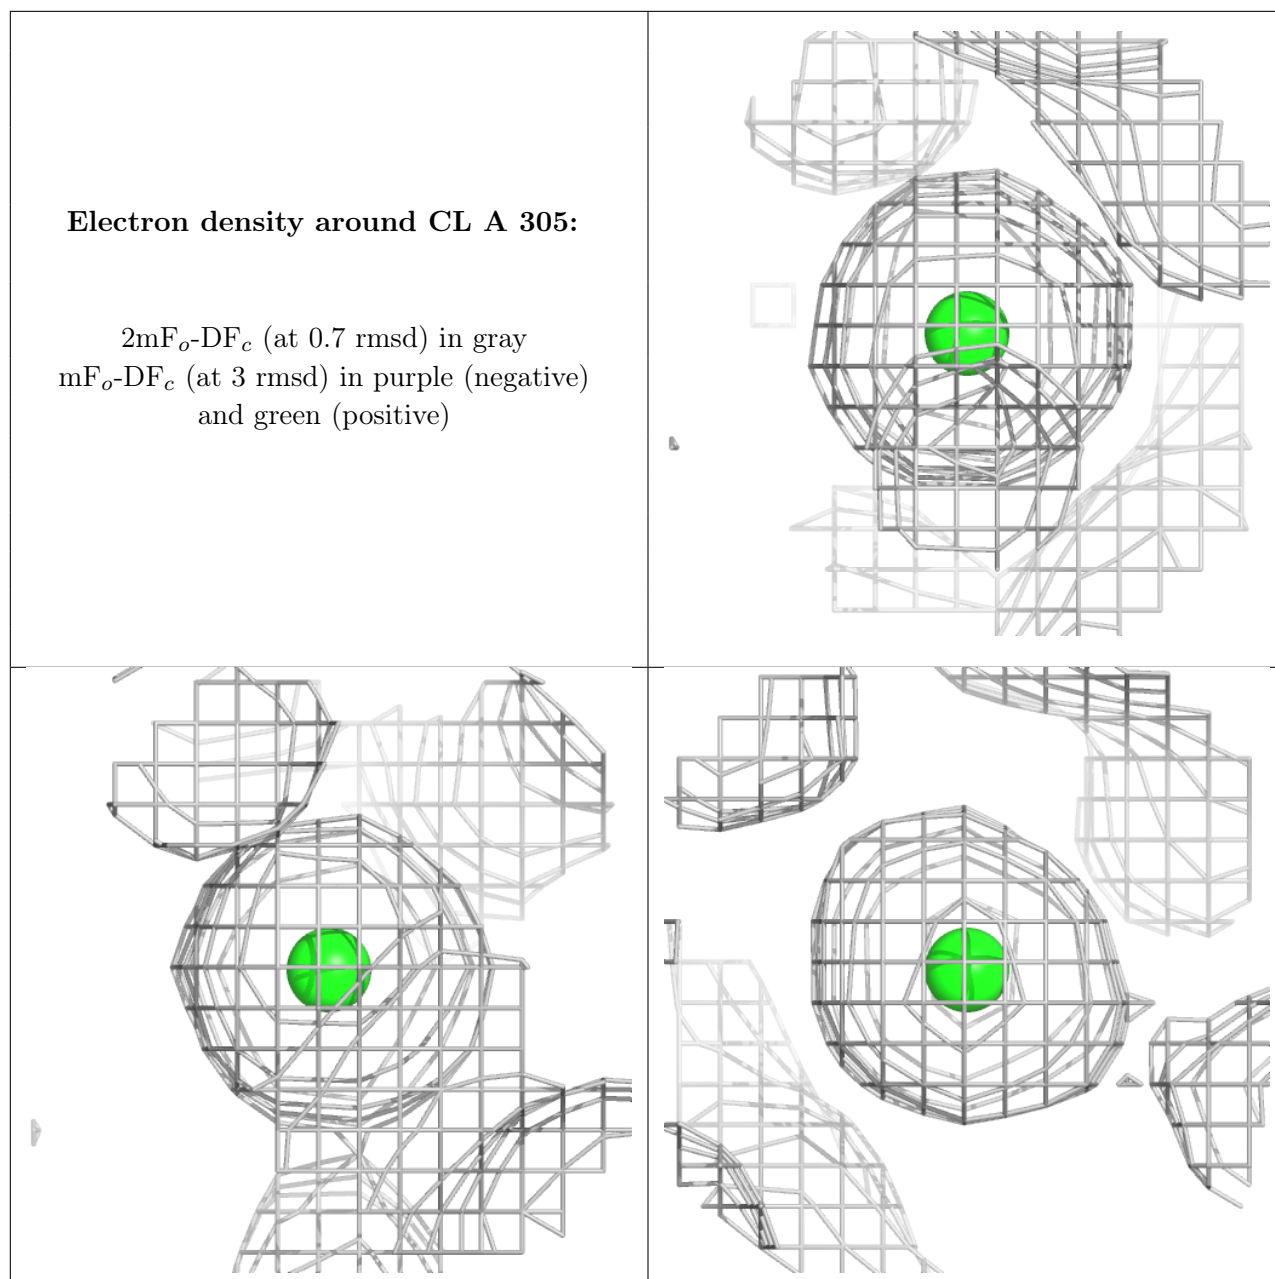 Electron density around CL A 305:
2mFo-DFc (at 0.7 rmsd) in gray
mFo-DFc (at 3 rmsd) in purple (negative)
and green (positive)